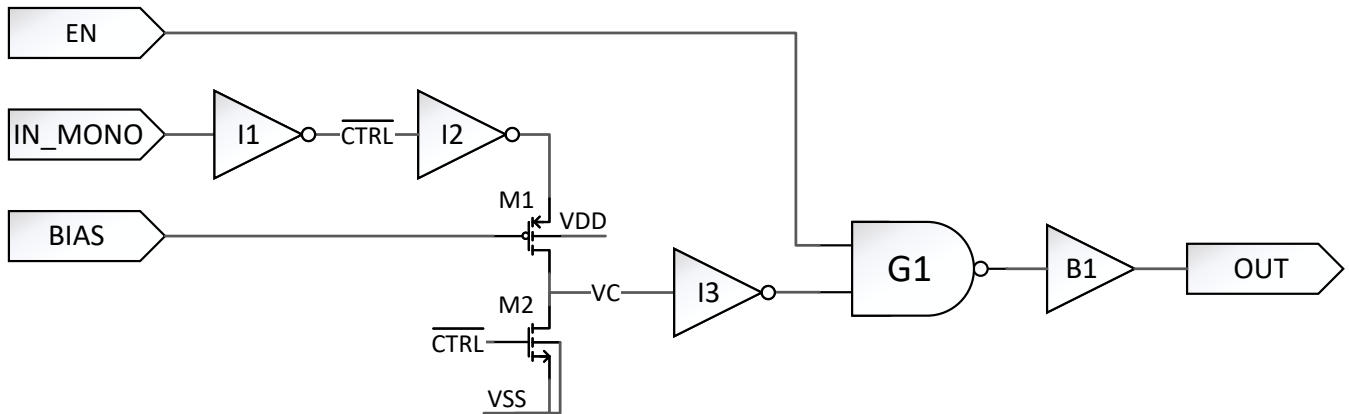 EN
IN_MONO
I1
CTRL
I2
M1
VDD
BIAS
G1
B1
OUT
VC
I3
M2
CTRL
VSS